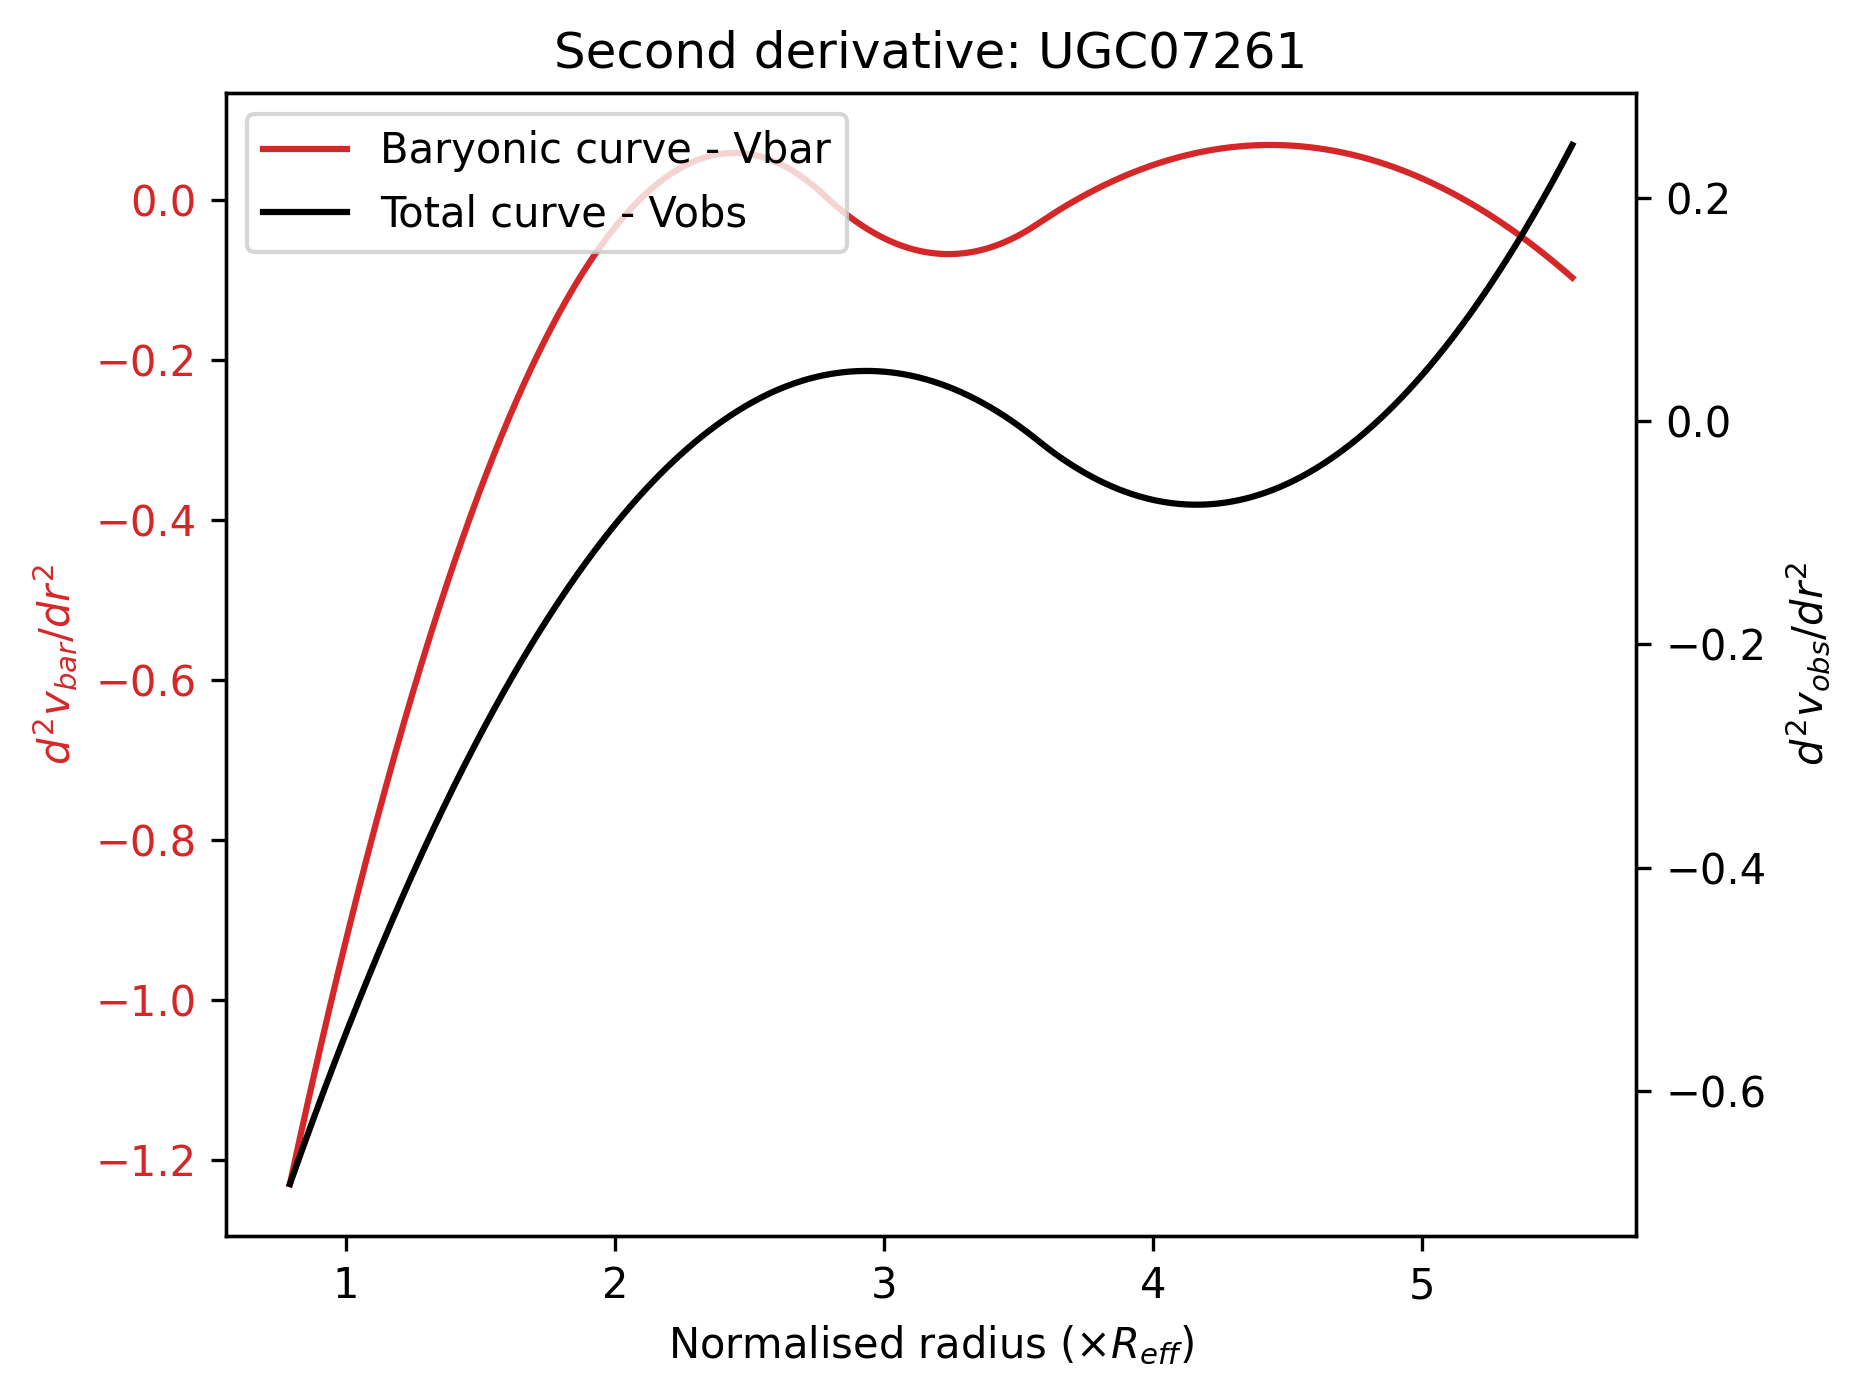 Second derivative: UGC07261
Baryonic curve - Vbar
Total curve - Vobs
0.0
−0.2
−0.4
−0.6
−0.8
−1.0
−1.2
d²v_bar/dr²
0.2
0.0
−0.2
−0.4
−0.6
d²v_obs/dr²
1 2 3 4 5
Normalised radius (×R_eff)